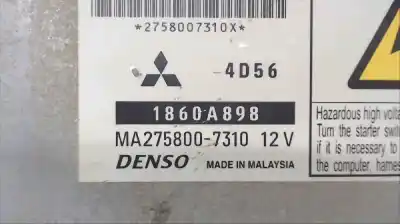 *2758007310X*
4D56
1860A898
MA275800-7310 12V
DENSO MADE IN MALAYSIA
Hazardous high volta
Turn the starter switc
if it is necessary to
the computer, harnes